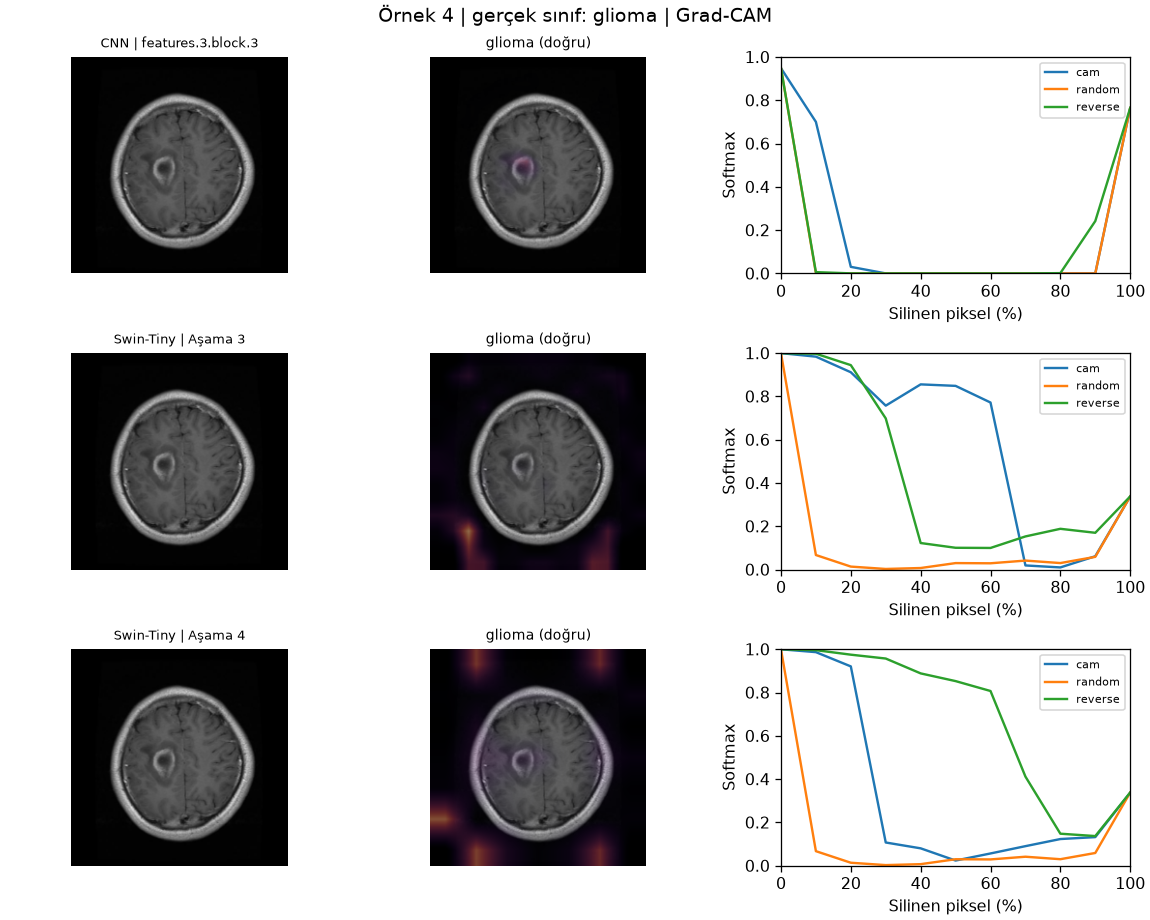 Örnek 4 | gerçek sınıf: glioma | Grad-CAM
CNN | features.3.block.3
glioma (doğru)
1.0
0.8
0.6
0.4
0.2
0.0
Softmax
cam
random
reverse
0 20 40 60 80 100
Silinen piksel (%)
Swin-Tiny | Aşama 3
glioma (doğru)
1.0
0.8
0.6
0.4
0.2
0.0
Softmax
cam
random
reverse
0 20 40 60 80 100
Silinen piksel (%)
Swin-Tiny | Aşama 4
glioma (doğru)
1.0
0.8
0.6
0.4
0.2
0.0
Softmax
cam
random
reverse
0 20 40 60 80 100
Silinen piksel (%)